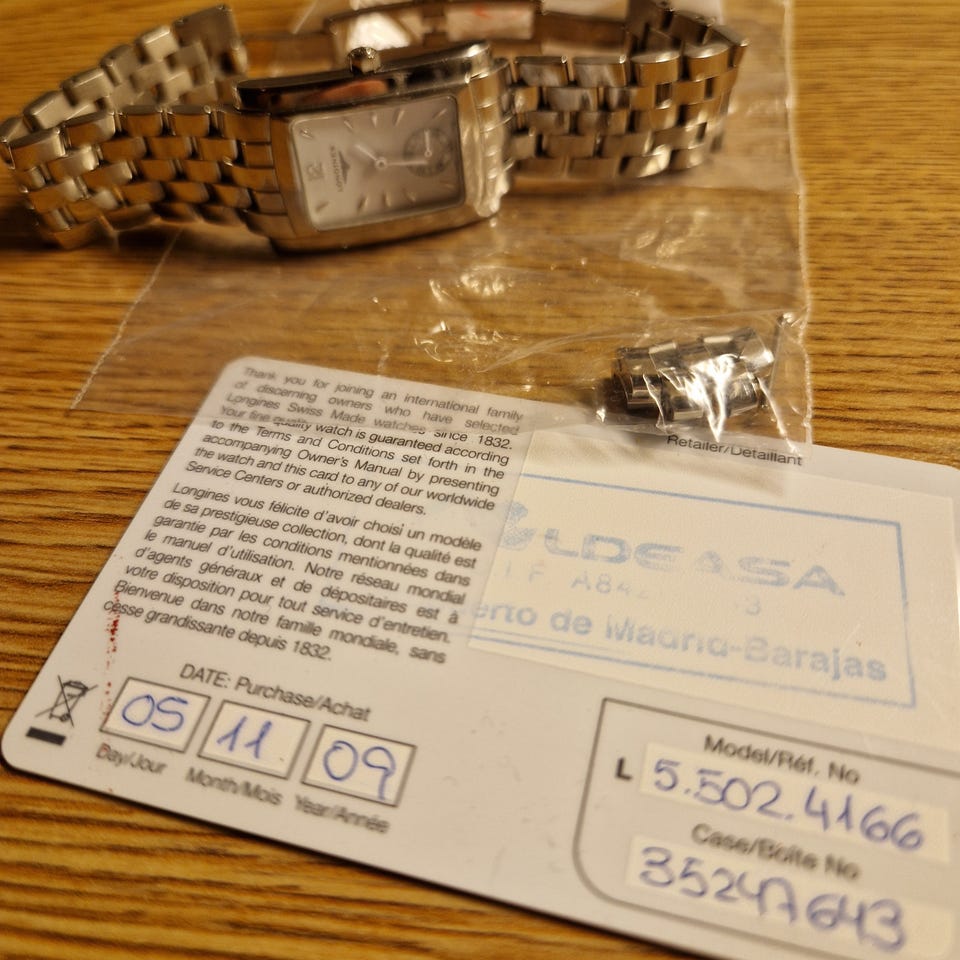 12
LONGINES
Thank you for joining an international family
of discerning owners who have selected
Longines Swiss Made watches since 1832.
Your fine quality watch is guaranteed according
to the Terms and Conditions set forth in the
accompanying Owner's Manual by presenting
the watch and this card to any of our worldwide
Service Centers or authorized dealers.
Longines vous félicite d'avoir choisi un modèle
de sa prestigieuse collection, dont la qualité est
garantie par les conditions mentionnées dans
le manuel d'utilisation. Notre réseau mondial
d'agents généraux et de dépositaires est à
votre disposition pour tout service d'entretien.
Bienvenue dans notre famille mondiale, sans
cesse grandissante depuis 1832.
Retailer/Détaillant
LDEASA
erto de Madrid-Barajas
DATE: Purchase/Achat
05 11 09
Day/Jour Month/Mois Year/Année
Model/Réf. No
L 5.502.4166
Case/Boîte No
35247643